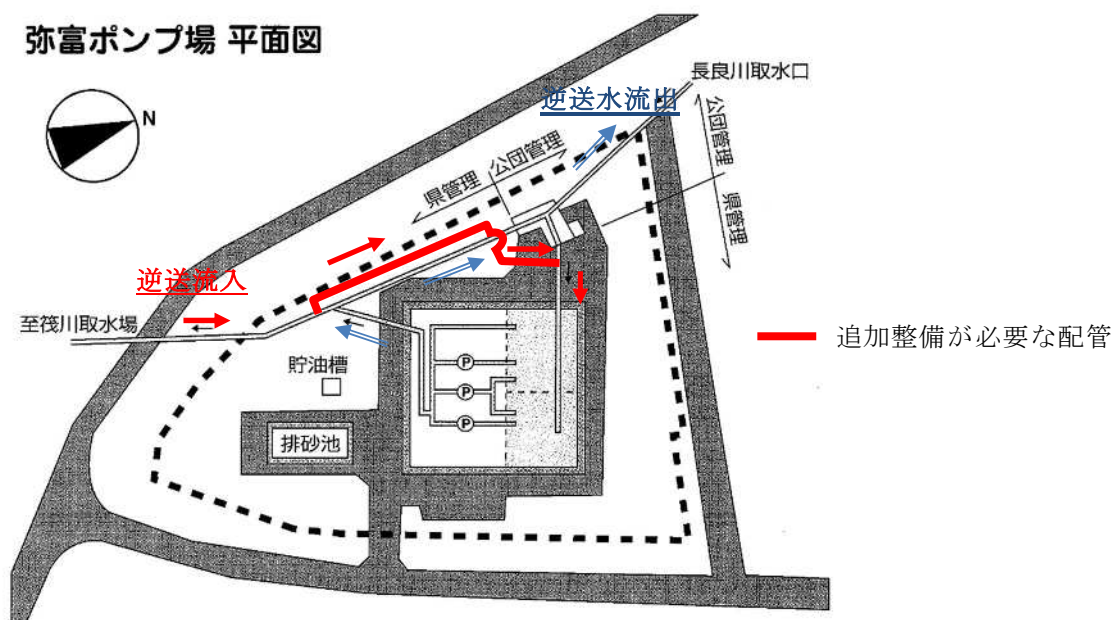 弥富ポンプ場 平面図
N
長良川取水口
逆送水流出
公団管理
県管理
公団管理
県管理
逆送流入
至筏川取水場
貯油槽
P
P
P
排砂池
追加整備が必要な配管